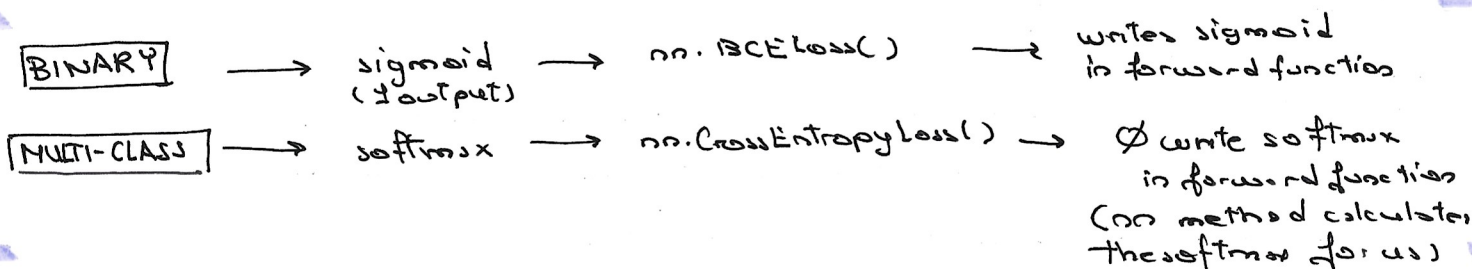 BINARY → sigmoid (1 output) → nn.BCELoss() → writes sigmoid in forward function
MULTI-CLASS → softmax → nn.CrossEntropyLoss() → Ø write softmax in forward function (nn method calculates the softmax for us)